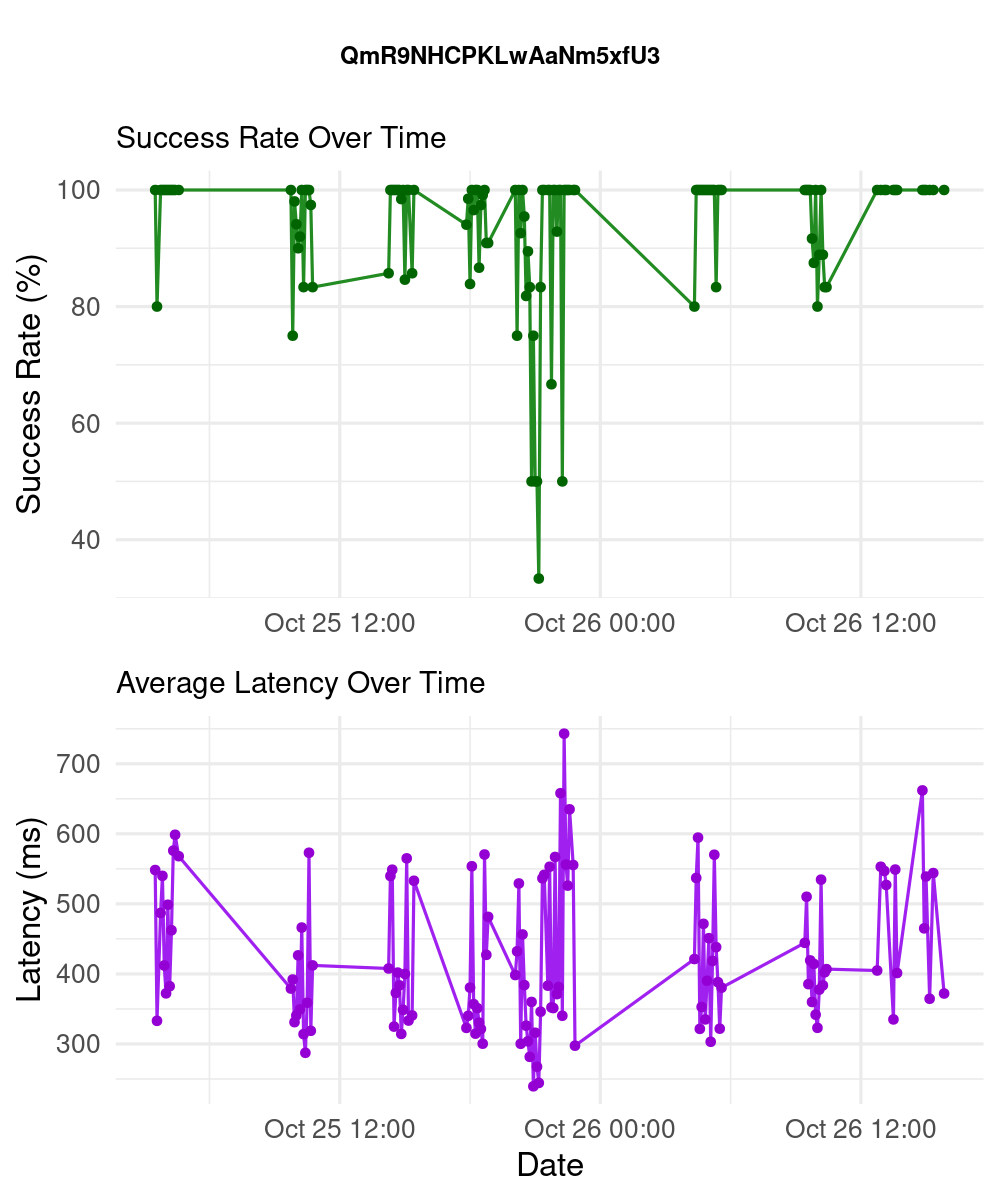 QmR9NHCPKLwAaNm5xfU3
Success Rate Over Time
Success Rate (%)
100
80
60
40
Oct 25 12:00
Oct 26 00:00
Oct 26 12:00
Average Latency Over Time
Latency (ms)
700
600
500
400
300
Oct 25 12:00
Oct 26 00:00
Oct 26 12:00
Date